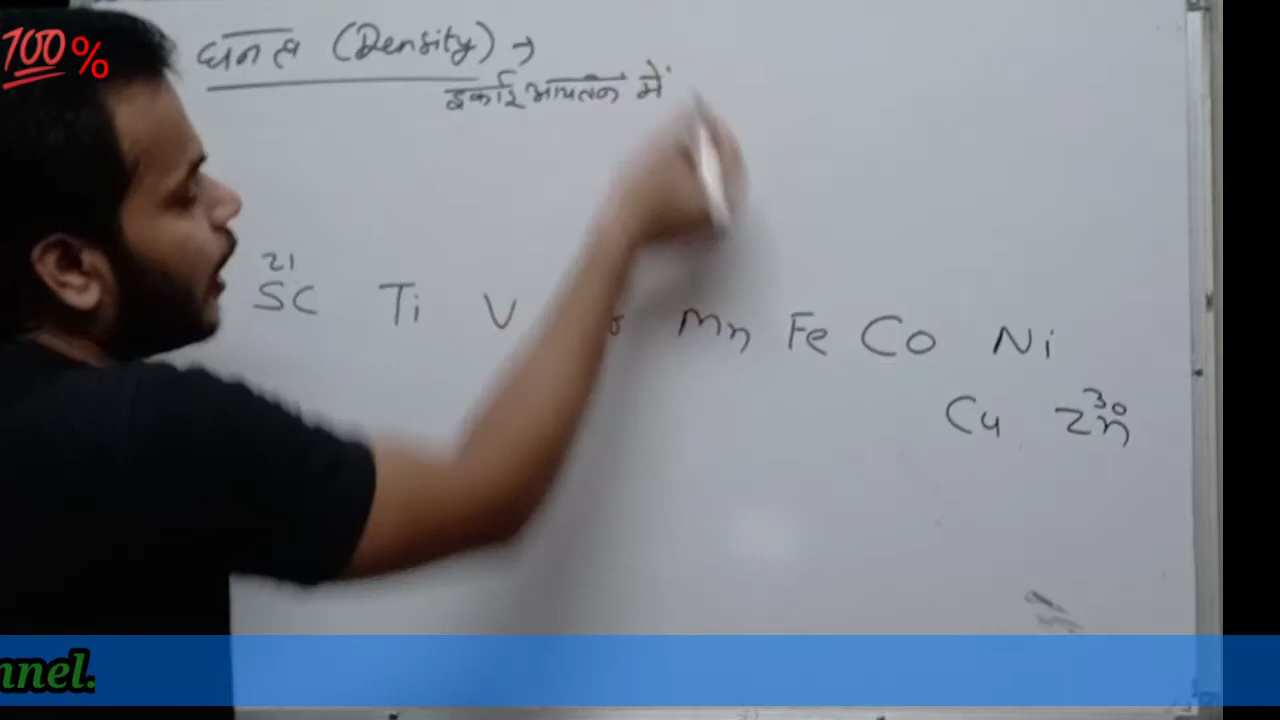 100%
घनत्व (Density) →
इकाई आयतन में
21
Sc Ti V Mn Fe Co Ni
30
Cu Zn
nnel.